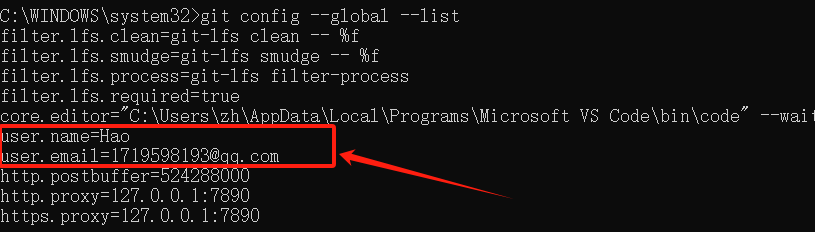 C:\WINDOWS\system32>git config --global --list
filter.lfs.clean=git-lfs clean -- %f
filter.lfs.smudge=git-lfs smudge -- %f
filter.lfs.process=git-lfs filter-process
filter.lfs.required=true
core.editor="C:\Users\zh\AppData\Local\Programs\Microsoft VS Code\bin\code" --wait
user.name=Hao
user.email=1719598193@qq.com
http.postbuffer=524288000
http.proxy=127.0.0.1:7890
https.proxy=127.0.0.1:7890